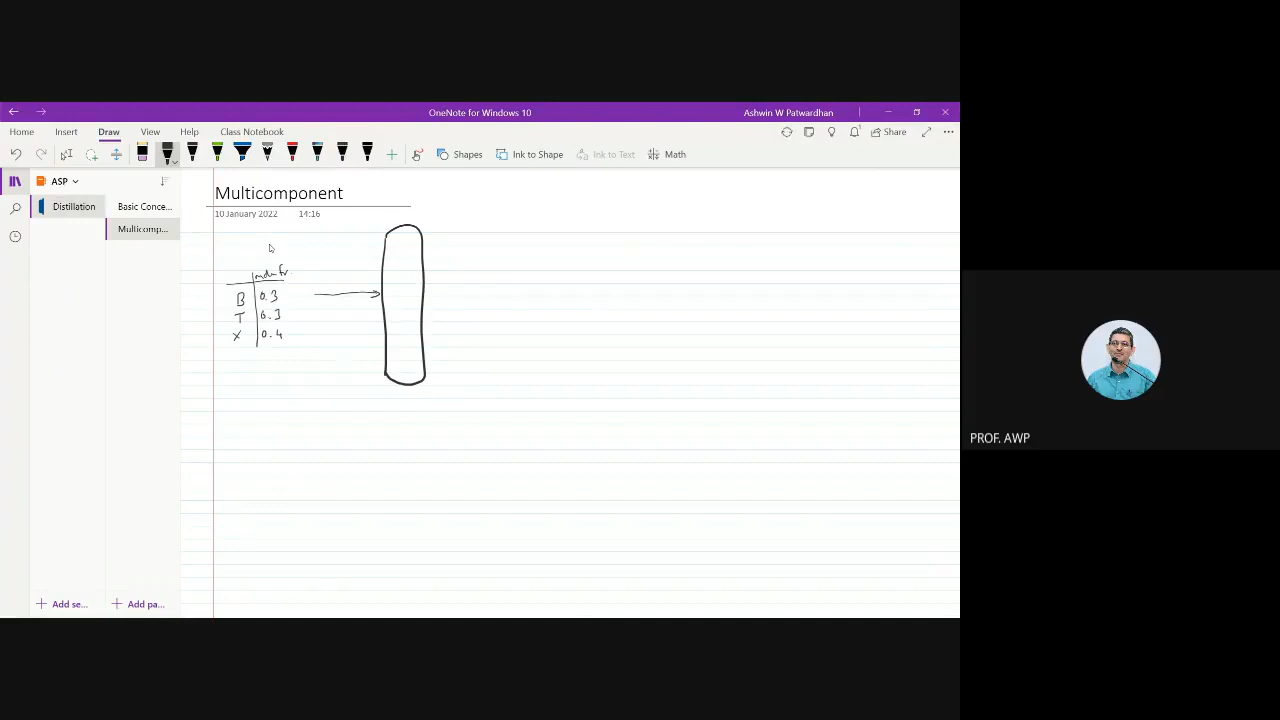 OneNote for Windows 10
Ashwin W Patwardhan
Home Insert Draw View Help Class Notebook
Share
Shapes Ink to Shape Ink to Text Math
ASP
Distillation
Basic Conce...
Multicomp...
Multicomponent
10 January 2022 14:16
mole fr
B 0.3
T 0.3
X 0.4
PROF. AWP
Add se...
Add pa...